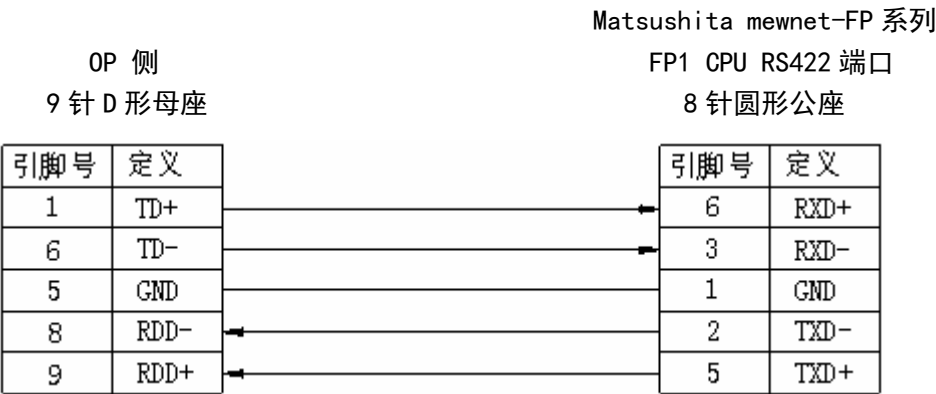 Matsushita mewnet-FP 系列
OP 侧
FP1 CPU RS422 端口
9 针 D 形母座
8 针圆形公座
引脚号 定义 引脚号 定义
1 TD+ 6 RXD+
6 TD- 3 RXD-
5 GND 1 GND
8 RDD- 2 TXD-
9 RDD+ 5 TXD+